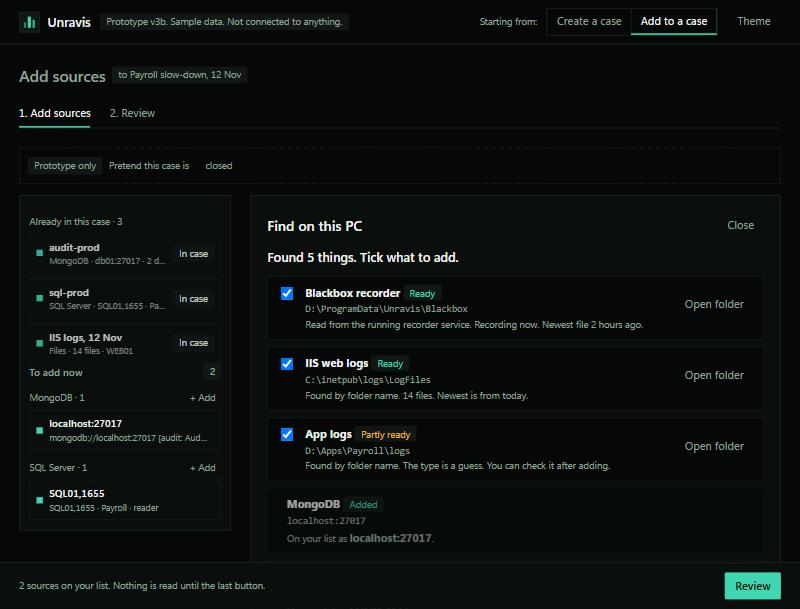 Unravis
Prototype v3b. Sample data. Not connected to anything.
Starting from:
Create a case
Add to a case
Theme
Add sources
to Payroll slow-down, 12 Nov
1. Add sources
2. Review
Prototype only
Pretend this case is
closed
Already in this case · 3
audit-prod
MongoDB · db01:27017 · 2 d...
In case
sql-prod
SQL Server · SQL01,1655 · Pa...
In case
IIS logs, 12 Nov
Files · 14 files · WEB01
In case
To add now
2
MongoDB · 1
+ Add
localhost:27017
mongodb://localhost:27017 [audit: Aud...
SQL Server · 1
+ Add
SQL01,1655
SQL01,1655 · Payroll · reader
Find on this PC
Close
Found 5 things. Tick what to add.
Blackbox recorder
Ready
D:\ProgramData\Unravis\Blackbox
Read from the running recorder service. Recording now. Newest file 2 hours ago.
Open folder
IIS web logs
Ready
C:\inetpub\logs\LogFiles
Found by folder name. 14 files. Newest is from today.
Open folder
App logs
Partly ready
D:\Apps\Payroll\logs
Found by folder name. The type is a guess. You can check it after adding.
Open folder
MongoDB
Added
localhost:27017
On your list as localhost:27017.
2 sources on your list. Nothing is read until the last button.
Review